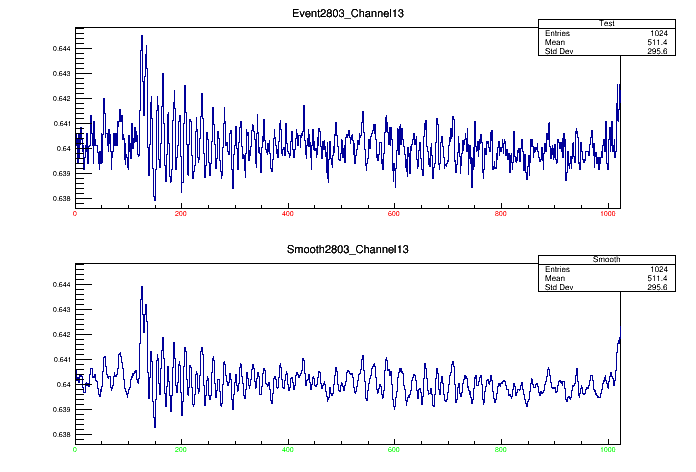 Event2803_Channel13
Test
Entries 1024
Mean 511.4
Std Dev 295.6
0.644
0.643
0.642
0.641
0.64
0.639
0.638
0 200 400 600 800 1000
Smooth2803_Channel13
Smooth
Entries 1024
Mean 511.4
Std Dev 295.6
0.644
0.643
0.642
0.641
0.64
0.639
0.638
0 200 400 600 800 1000